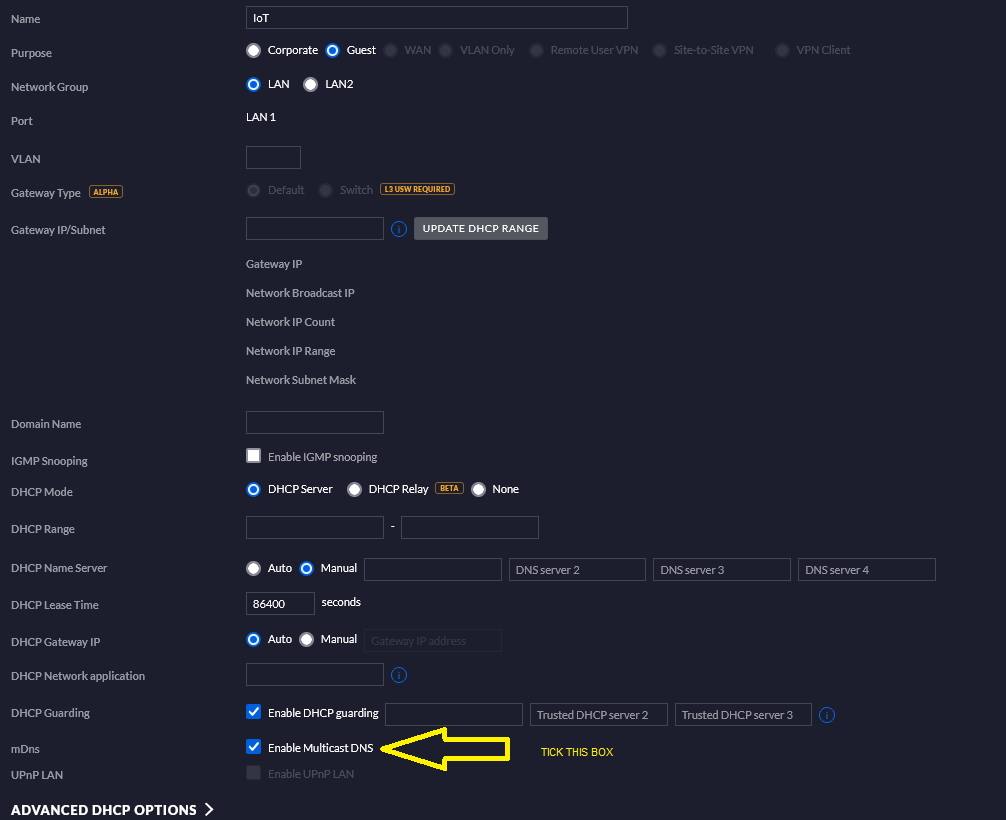 Name IoT
Purpose Corporate Guest WAN VLAN Only Remote User VPN Site-to-Site VPN VPN Client
Network Group LAN LAN2
Port LAN 1
VLAN
Gateway Type ALPHA Default Switch L3 USW REQUIRED
Gateway IP/Subnet i UPDATE DHCP RANGE
Gateway IP
Network Broadcast IP
Network IP Count
Network IP Range
Network Subnet Mask
Domain Name
IGMP Snooping Enable IGMP snooping
DHCP Mode DHCP Server DHCP Relay BETA None
DHCP Range -
DHCP Name Server Auto Manual DNS server 2 DNS server 3 DNS server 4
DHCP Lease Time 86400 seconds
DHCP Gateway IP Auto Manual Gateway IP address
DHCP Network application i
DHCP Guarding Enable DHCP guarding Trusted DHCP server 2 Trusted DHCP server 3 i
mDns Enable Multicast DNS TICK THIS BOX
UPnP LAN Enable UPnP LAN
ADVANCED DHCP OPTIONS